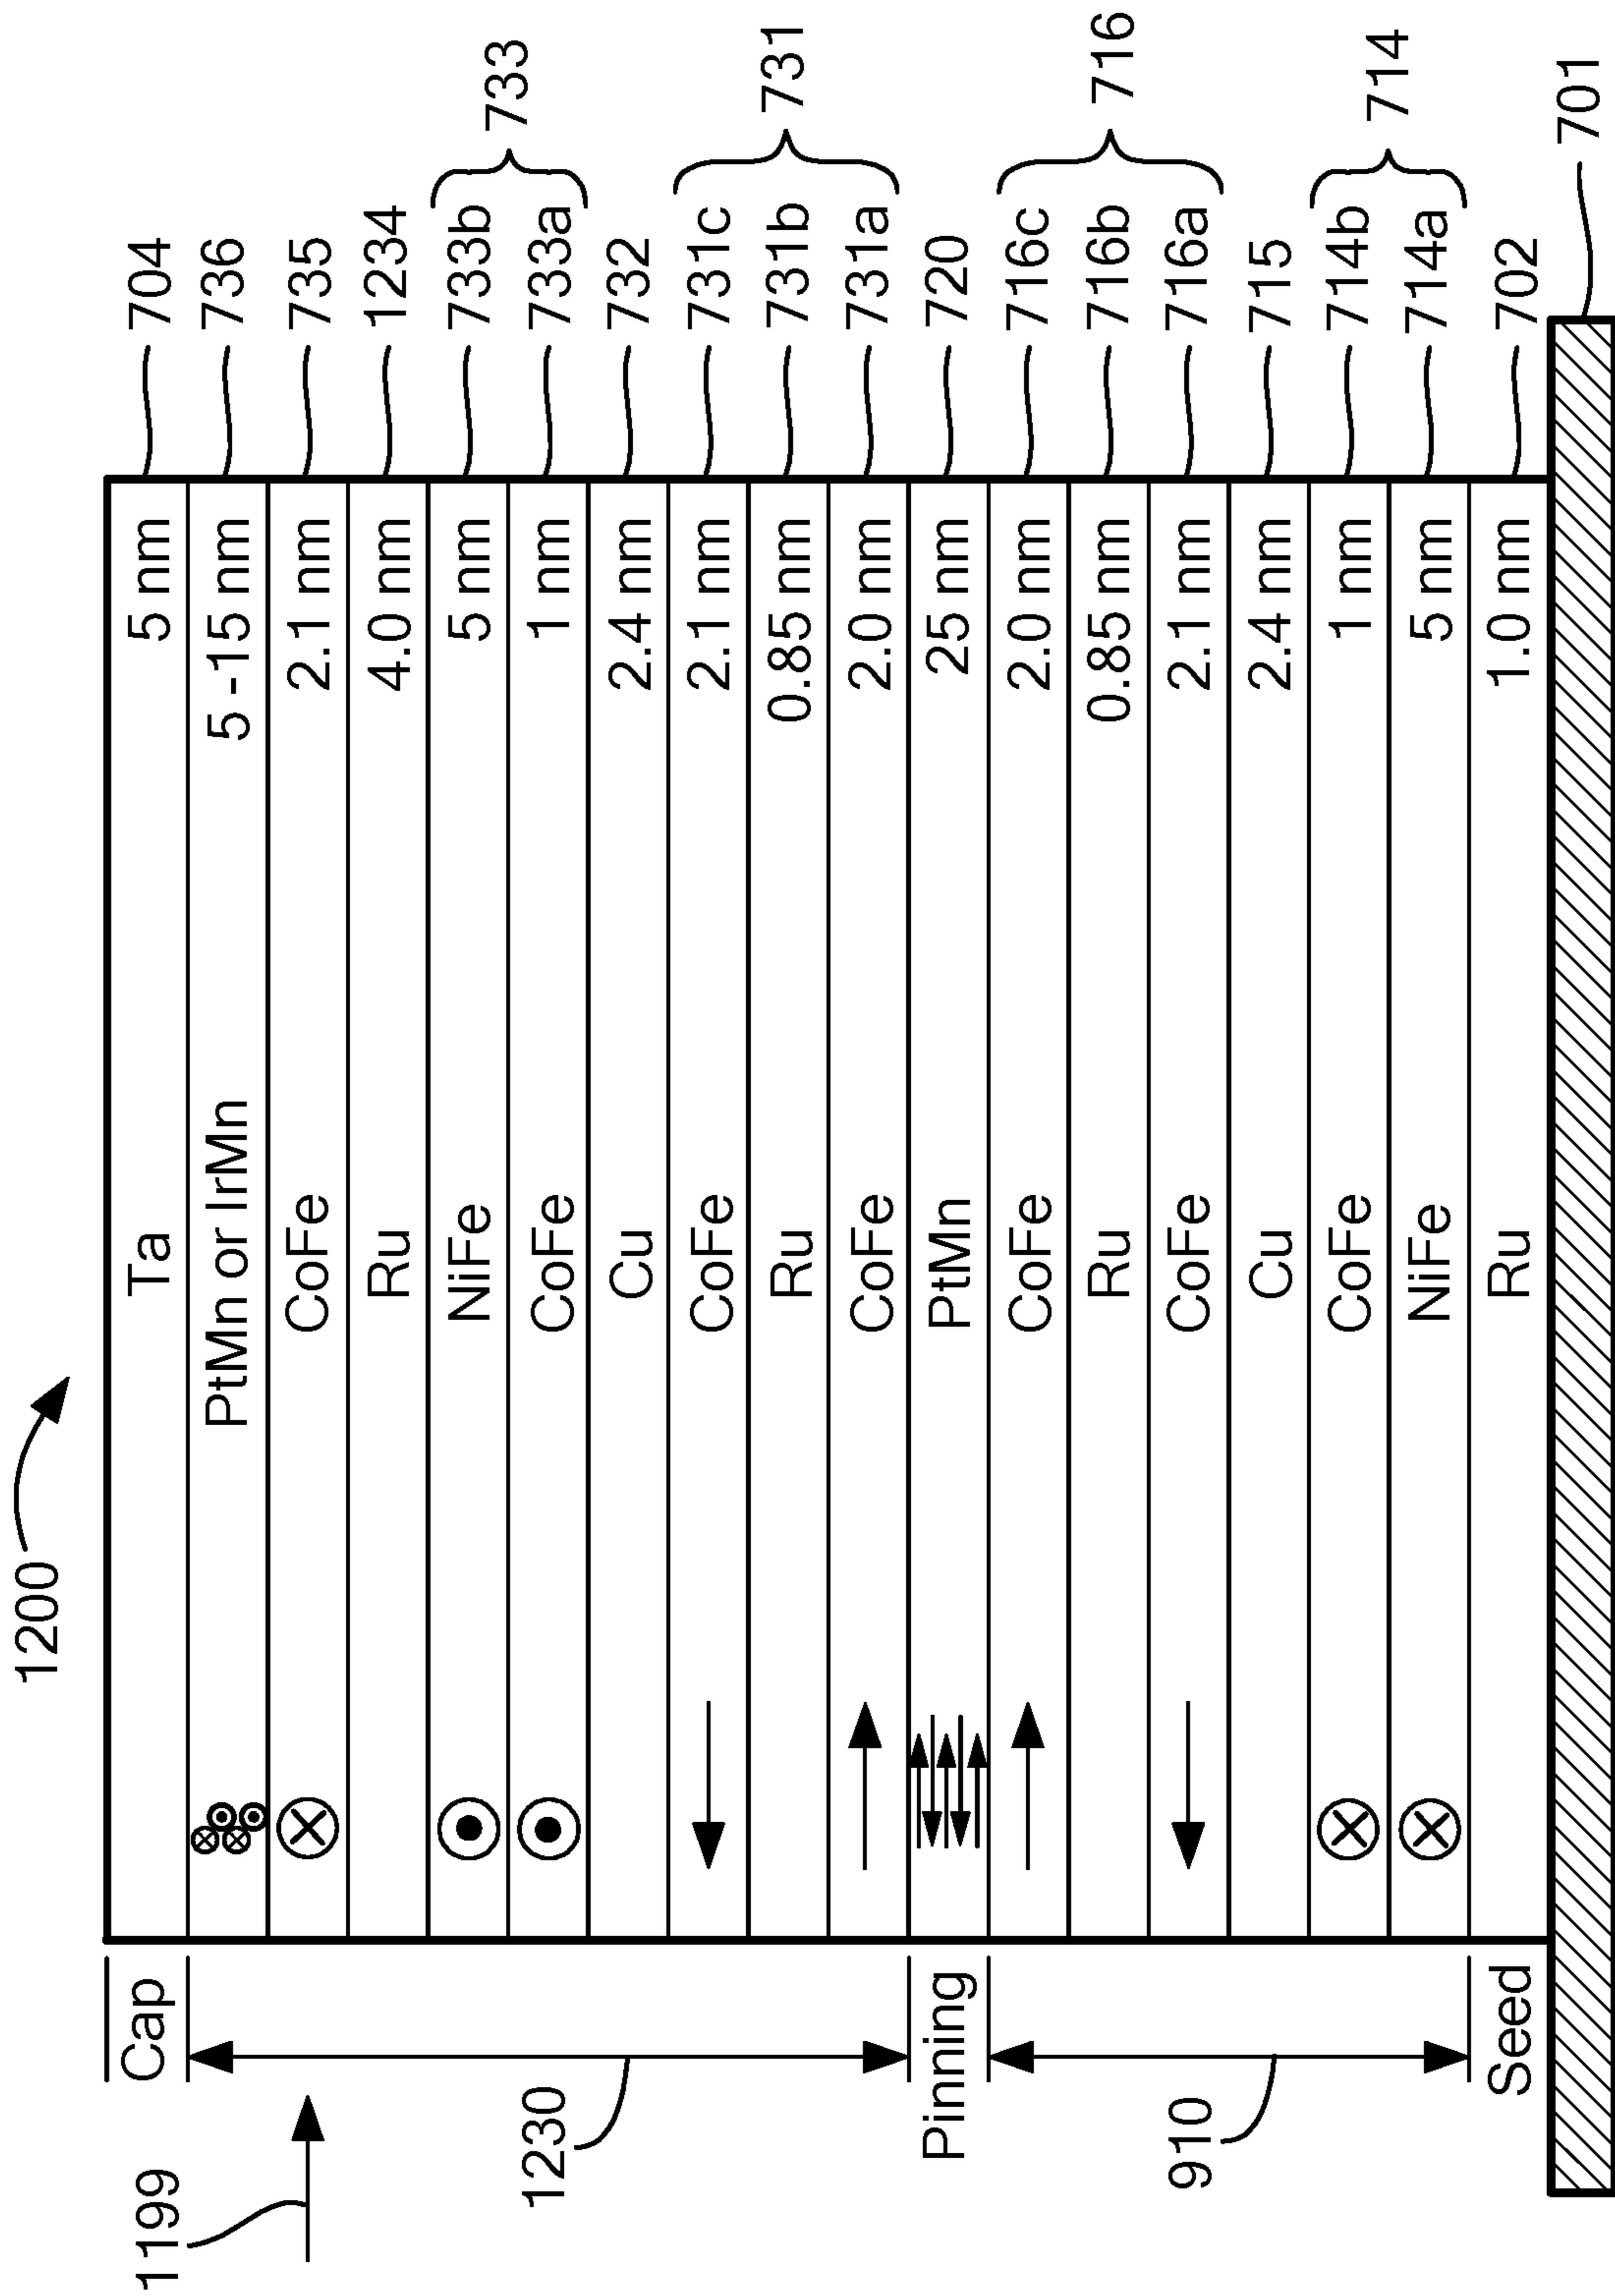 1200
1199
Cap Ta 5 nm 704
PtMn or IrMn 5 -15 nm 736
CoFe 2.1 nm 735
Ru 4.0 nm 1234
NiFe 5 nm 733b
733
CoFe 1 nm 733a
1230
Cu 2.4 nm 732
CoFe 2.1 nm 731c
Ru 0.85 nm 731b 731
CoFe 2.0 nm 731a
Pinning PtMn 25 nm 720
CoFe 2.0 nm 716c
Ru 0.85 nm 716b 716
CoFe 2.1 nm 716a
910
Cu 2.4 nm 715
CoFe 1 nm 714b
714
NiFe 5 nm 714a
Seed Ru 1.0 nm 702
701